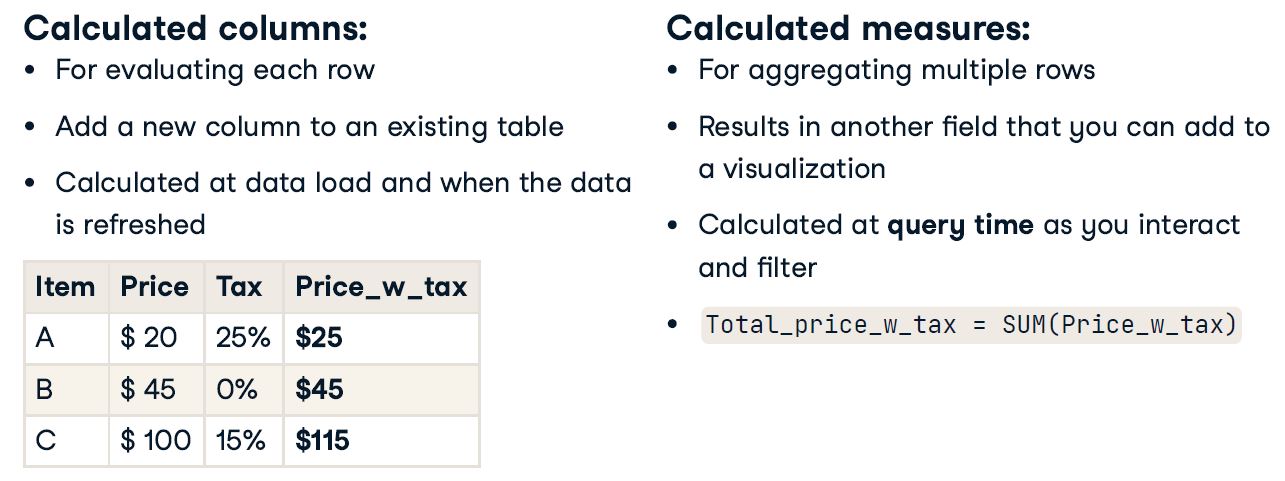 Calculated columns:
• For evaluating each row
• Add a new column to an existing table
• Calculated at data load and when the data
is refreshed
Item Price Tax Price_w_tax
A $ 20 25% $25
B $ 45 0% $45
C $ 100 15% $115
Calculated measures:
• For aggregating multiple rows
• Results in another field that you can add to
a visualization
• Calculated at query time as you interact
and filter
• Total_price_w_tax = SUM(Price_w_tax)